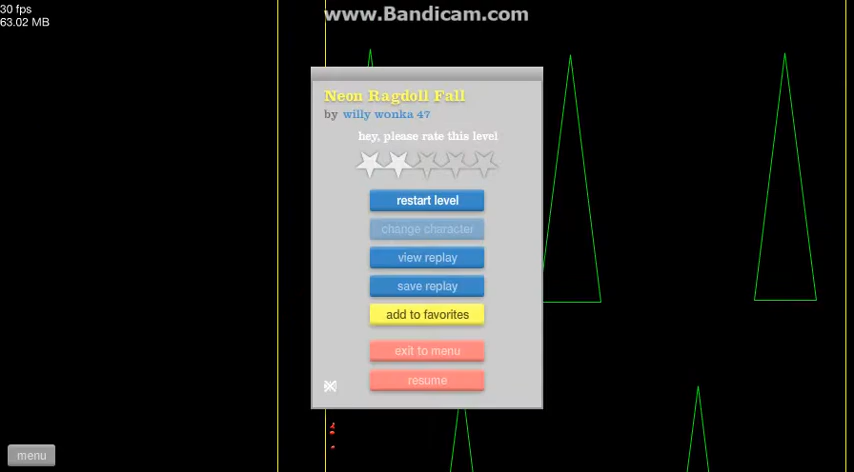 30 fps
63.02 MB
www.Bandicam.com
Neon Ragdoll Fall
by willy wonka 47
hey, please rate this level
restart level
change character
view replay
save replay
add to favorites
exit to menu
resume
menu